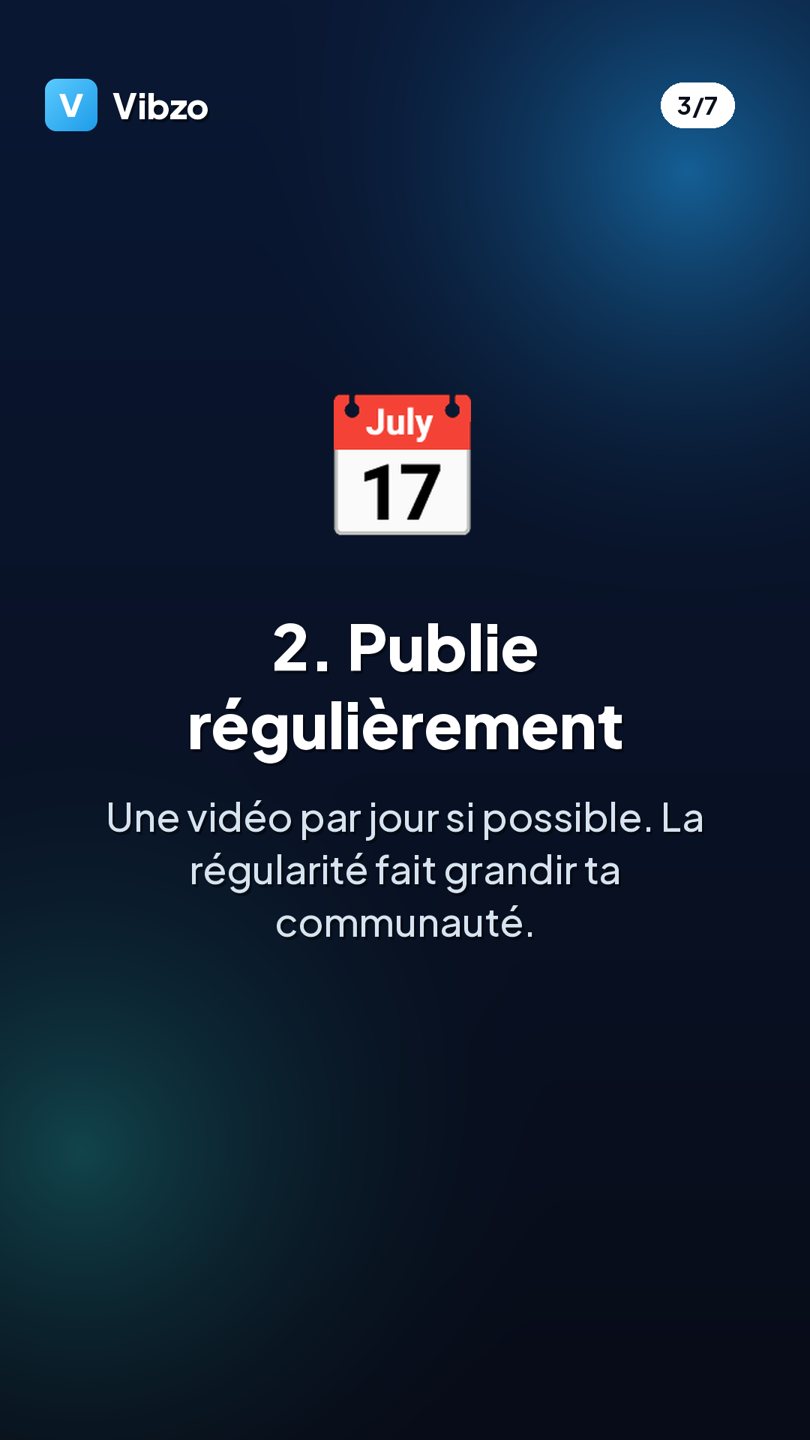 V Vibzo
3/7
July
17
2. Publie
régulièrement
Une vidéo par jour si possible. La
régularité fait grandir ta
communauté.